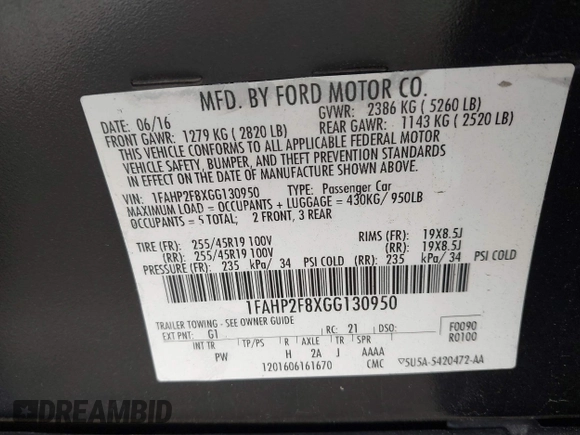 MFD. BY FORD MOTOR CO.
DATE: 06/16 GVWR: 2386 KG ( 5260 LB)
FRONT GAWR: 1279 KG ( 2820 LB) REAR GAWR: 1143 KG ( 2520 LB)
THIS VEHICLE CONFORMS TO ALL APPLICABLE FEDERAL MOTOR
VEHICLE SAFETY, BUMPER, AND THEFT PREVENTION STANDARDS
IN EFFECT ON THE DATE OF MANUFACTURE SHOWN ABOVE.
VIN: 1FAHP2F8XGG130950 TYPE: Passenger Car
MAXIMUM LOAD = OCCUPANTS + LUGGAGE = 430KG/ 950LB
OCCUPANTS = 5 TOTAL; 2 FRONT, 3 REAR
TIRE (FR): 255/45R19 100V RIMS (FR): 19X8.5J
(RR): 255/45R19 100V (RR): 19X8.5J
PRESSURE (FR): 235 kPa/ 34 PSI COLD (RR): 235 kPa/ 34 PSI COLD
1FAHP2F8XGG130950
TRAILER TOWING - SEE OWNER GUIDE
EXT PNT: G1 RC: 21 DSO: F0090
R0100
INT TR TP/PS R AXLE TR SPR
PW H 2A J AAAA
1201606161670 CMC 5U5A-5420472-AA
DREAMBID